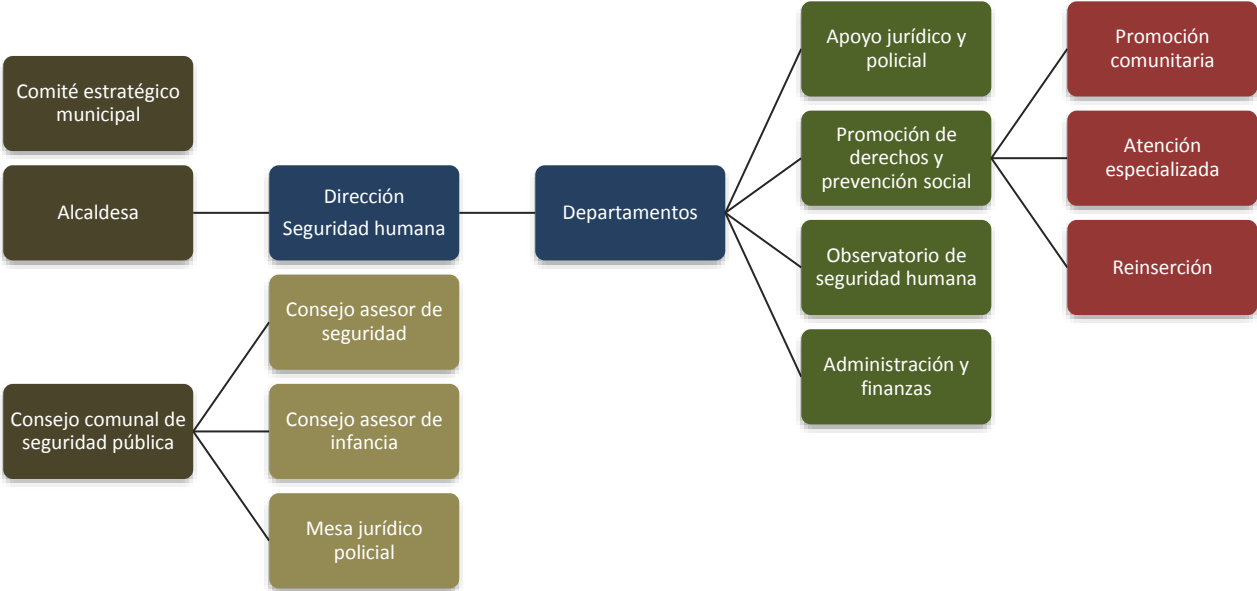 Comité estratégico
municipal
Alcaldesa
Consejo comunal de
seguridad pública
Dirección
Seguridad humana
Consejo asesor de
seguridad
Consejo asesor de
infancia
Mesa jurídico
policial
Departamentos
Apoyo jurídico y
policial
Promoción de
derechos y
prevención social
Observatorio de
seguridad humana
Administración y
finanzas
Promoción
comunitaria
Atención
especializada
Reinserción